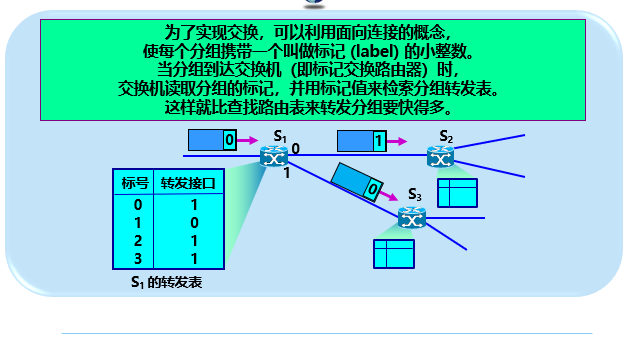 为了实现交换，可以利用面向连接的概念，
使每个分组携带一个叫做标记 (label) 的小整数。
当分组到达交换机（即标记交换路由器）时，
交换机读取分组的标记，并用标记值来检索分组转发表。
这样就比查找路由表来转发分组要快得多。
0
S1
0
1
1
S2
0
S3
标号 转发接口
0 1
1 0
2 1
3 1
S1 的转发表